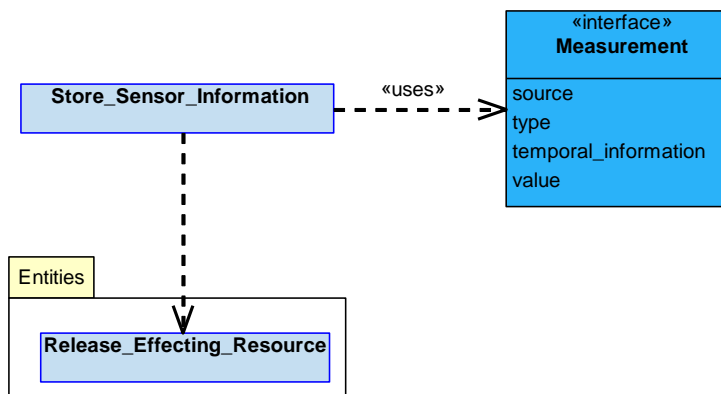 «interface»
Measurement
Store_Sensor_Information
«uses»
source
type
temporal_information
value
Entities
Release_Effecting_Resource